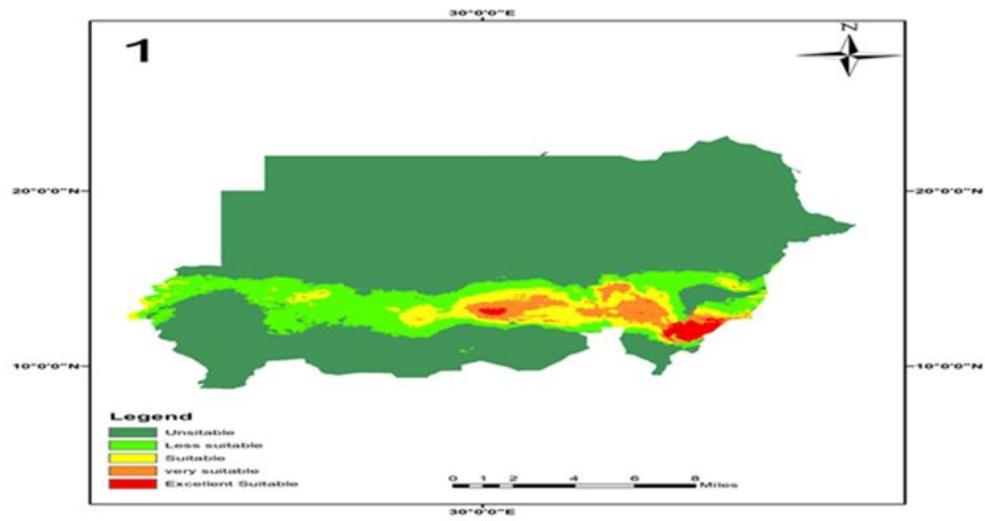 30°0'0"E
1
Z
20°0'0"N
20°0'0"N
10°0'0"N
10°0'0"N
Legend
Unsitable
Less suitable
Suitable
very suitable
Excellent Suitable
0 1 2 4 6 8 Miles
30°0'0"E